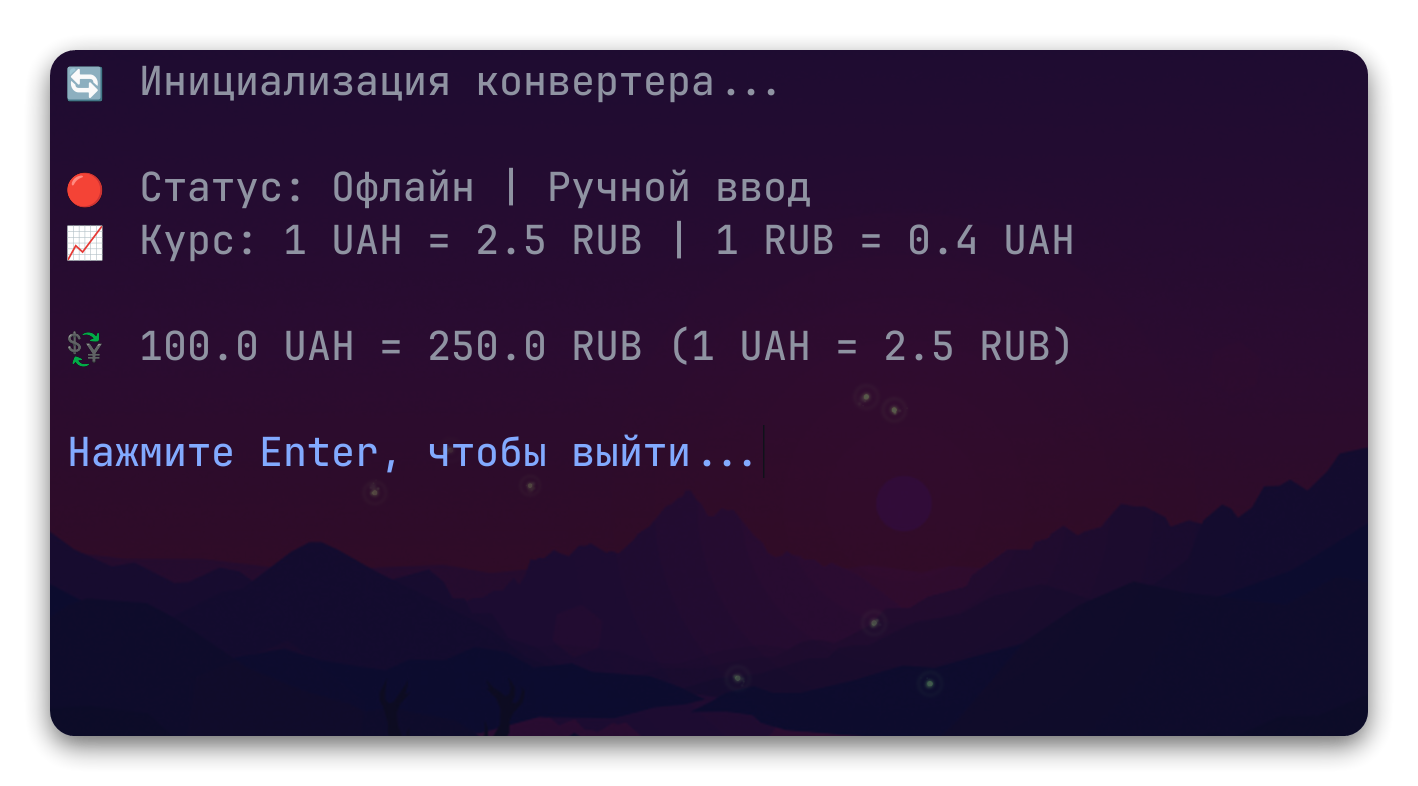 🔄 Инициализация конвертера...
🔴 Статус: Офлайн | Ручной ввод
📈 Курс: 1 UAH = 2.5 RUB | 1 RUB = 0.4 UAH
💱 100.0 UAH = 250.0 RUB (1 UAH = 2.5 RUB)
Нажмите Enter, чтобы выйти...